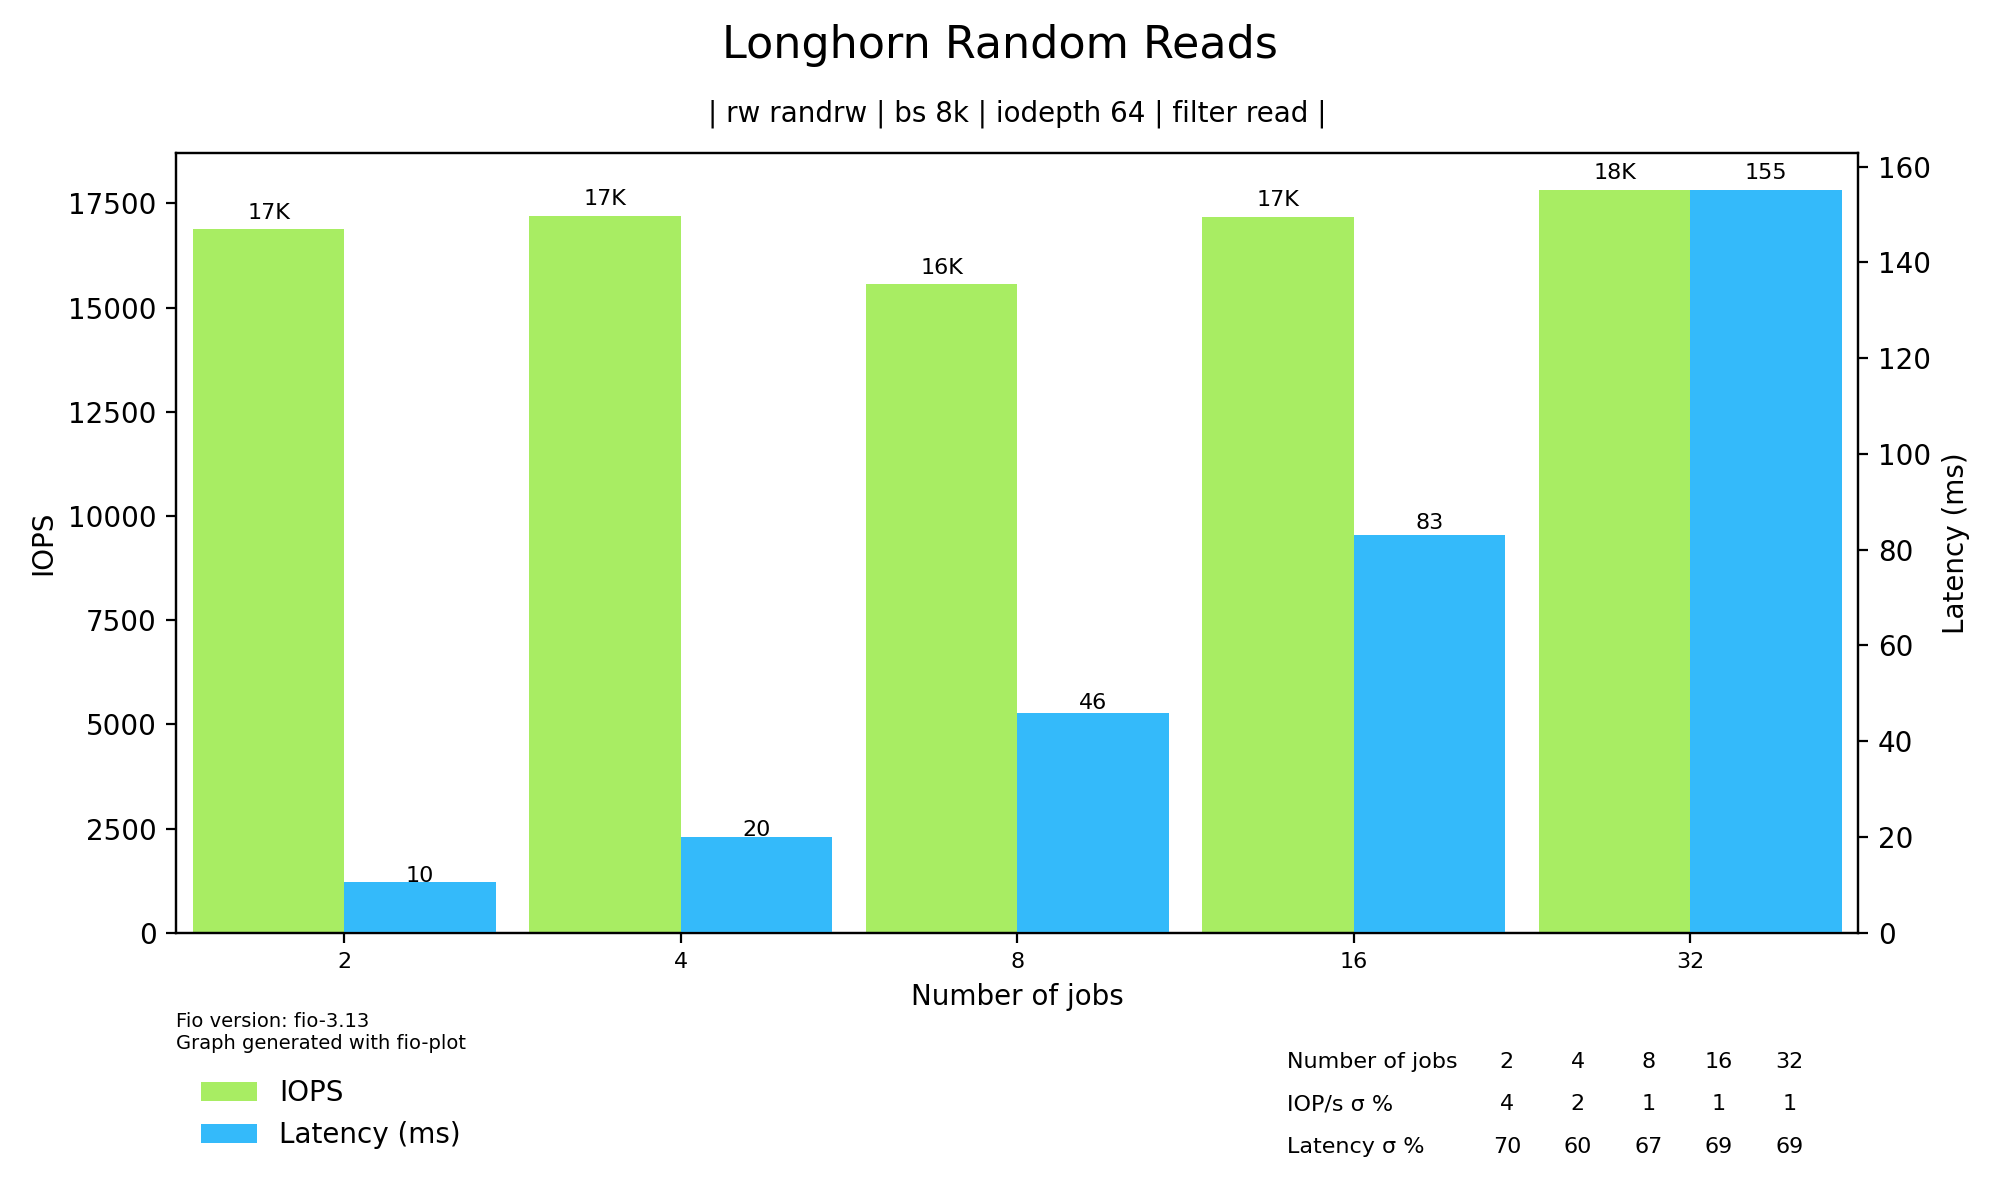 Longhorn Random Reads
| rw randrw | bs 8k | iodepth 64 | filter read |
17K 17K 16K 17K 18K 155
10 20 46 83
17500
15000
12500
10000
7500
5000
2500
0
IOPS
160
140
120
100
80
60
40
20
0
Latency (ms)
2 4 8 16 32
Number of jobs
Fio version: fio-3.13
Graph generated with fio-plot
IOPS
Latency (ms)
Number of jobs 2 4 8 16 32
IOP/s σ % 4 2 1 1 1
Latency σ % 70 60 67 69 69